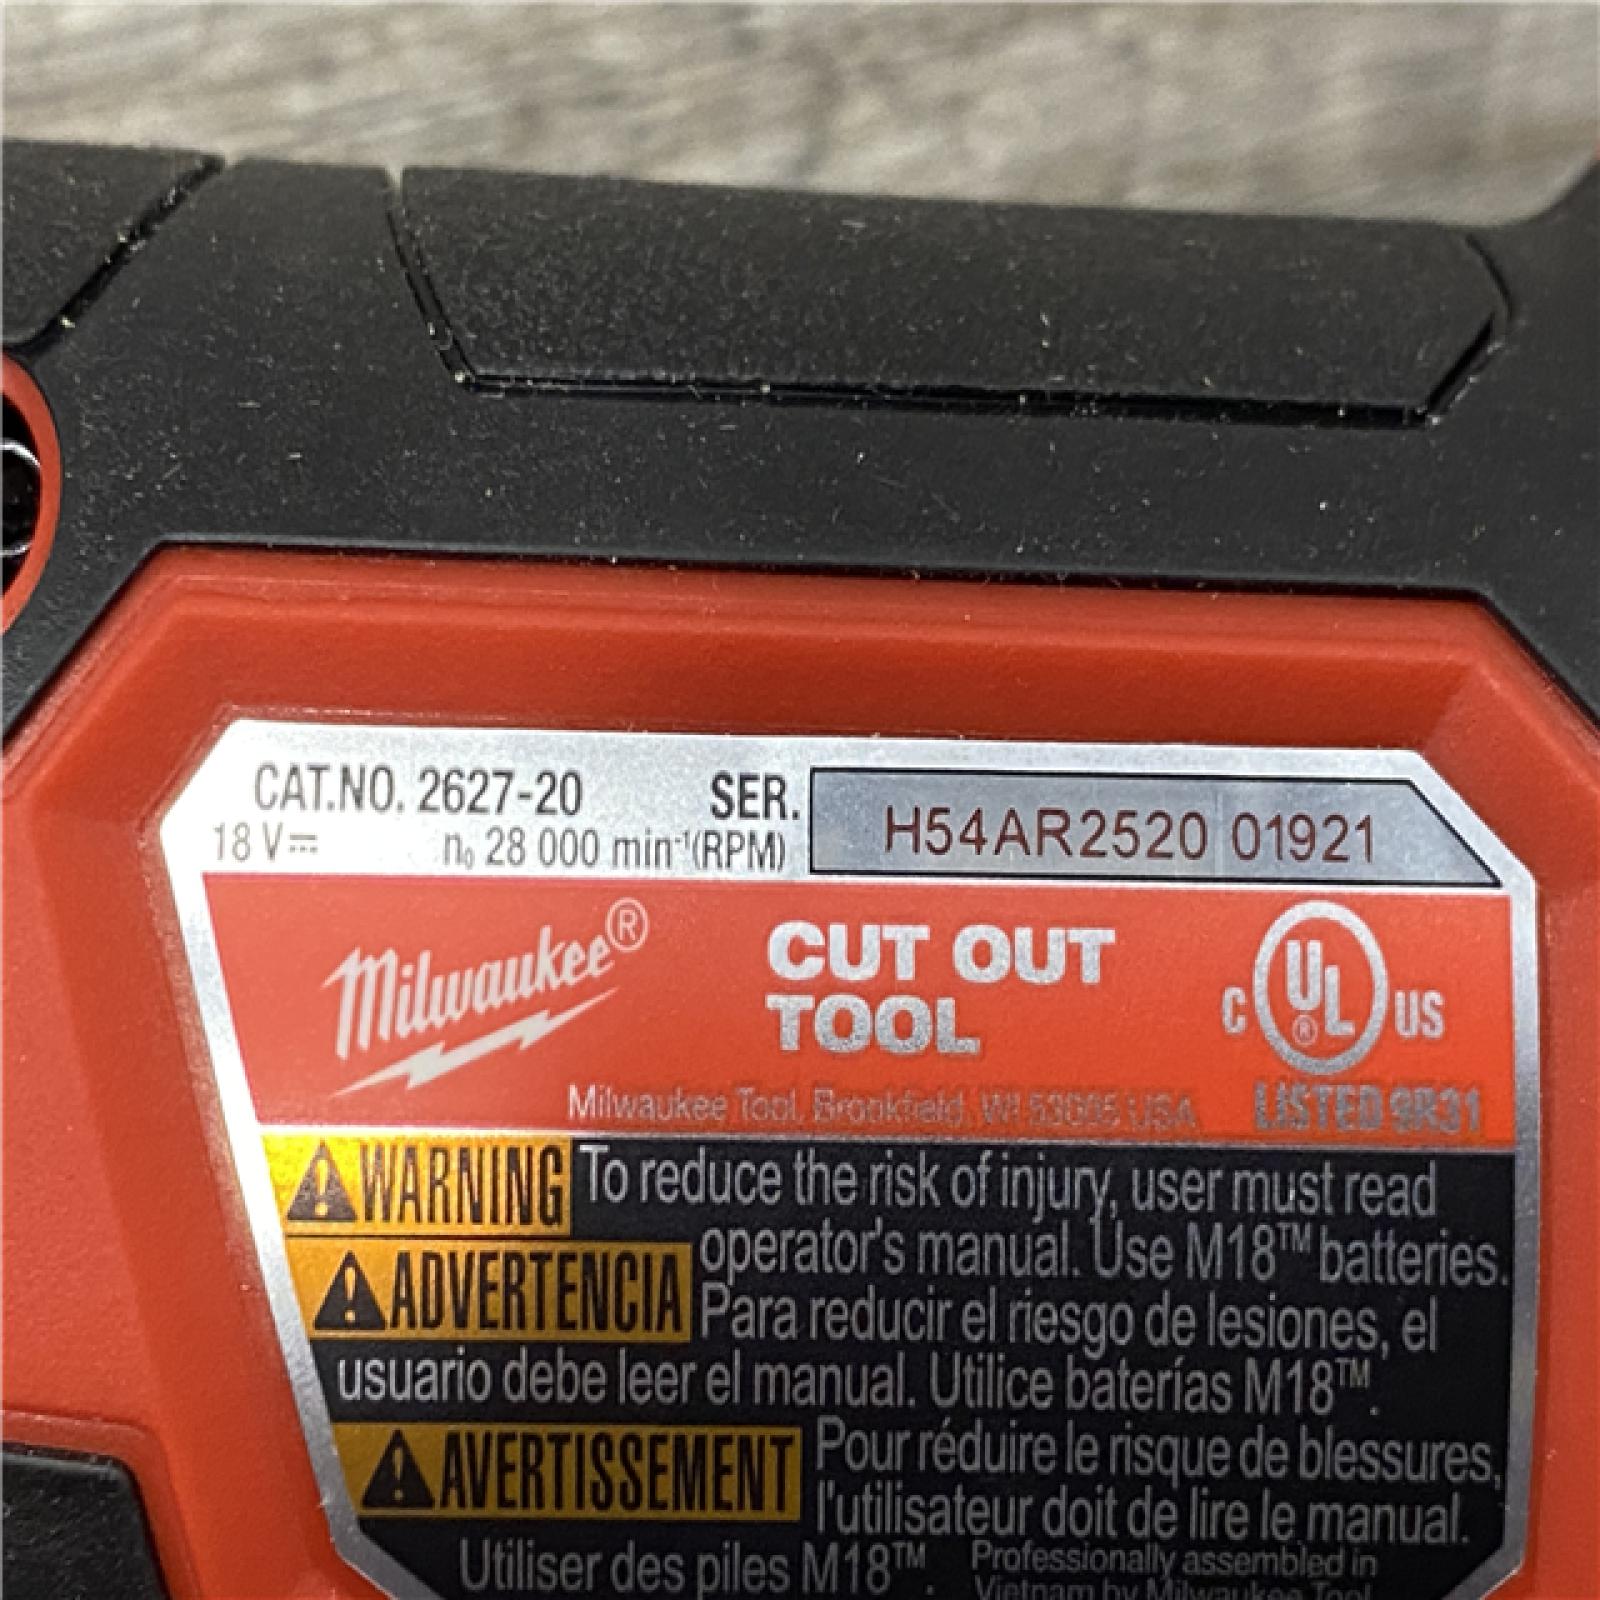 CAT.NO. 2627-20 SER. H54AR2520 01921
18 V⎓ n₀ 28 000 min⁻¹(RPM)
Milwaukee®
CUT OUT
TOOL
C UL® US
LISTED 9R31
Milwaukee Tool, Brookfield, WI 53005 USA
WARNING To reduce the risk of injury, user must read
operator's manual. Use M18™ batteries.
ADVERTENCIA Para reducir el riesgo de lesiones, el
usuario debe leer el manual. Utilice baterías M18™.
AVERTISSEMENT Pour réduire le risque de blessures,
l'utilisateur doit de lire le manual.
Utiliser des piles M18™.
Professionally assembled in
Vietnam by Milwaukee Tool